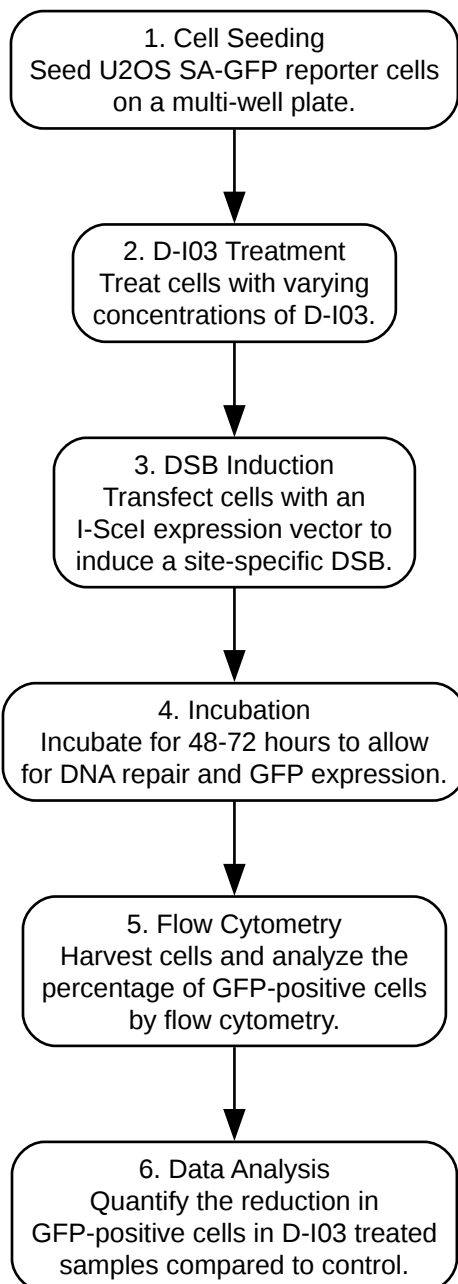 1. Cell Seeding
Seed U2OS SA-GFP reporter cells
on a multi-well plate.
2. D-I03 Treatment
Treat cells with varying
concentrations of D-I03.
3. DSB Induction
Transfect cells with an
I-SceI expression vector to
induce a site-specific DSB.
4. Incubation
Incubate for 48-72 hours to allow
for DNA repair and GFP expression.
5. Flow Cytometry
Harvest cells and analyze the
percentage of GFP-positive cells
by flow cytometry.
6. Data Analysis
Quantify the reduction in
GFP-positive cells in D-I03 treated
samples compared to control.